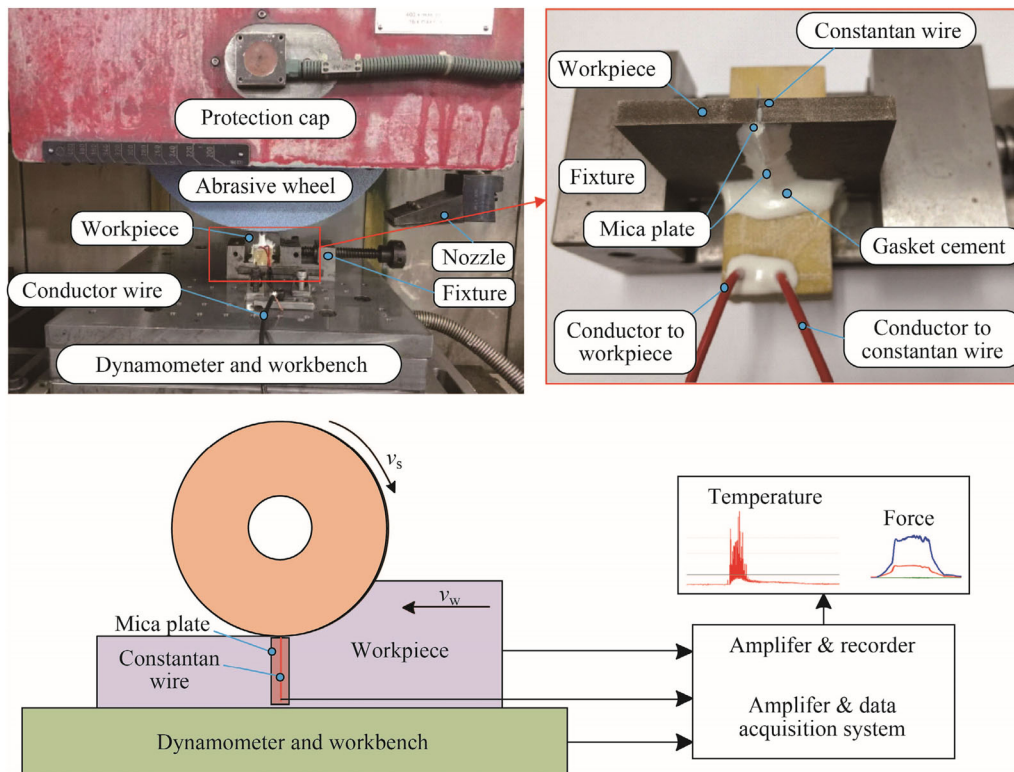 Protection cap
Abrasive wheel
Workpiece
Nozzle
Conductor wire
Fixture
Dynamometer and workbench
Constantan wire
Workpiece
Fixture
Mica plate
Gasket cement
Conductor to
workpiece
Conductor to
constantan wire
vs
Temperature
Force
vw
Mica plate
Constantan
wire
Workpiece
Amplifer & recorder
Amplifer & data
acquisition system
Dynamometer and workbench